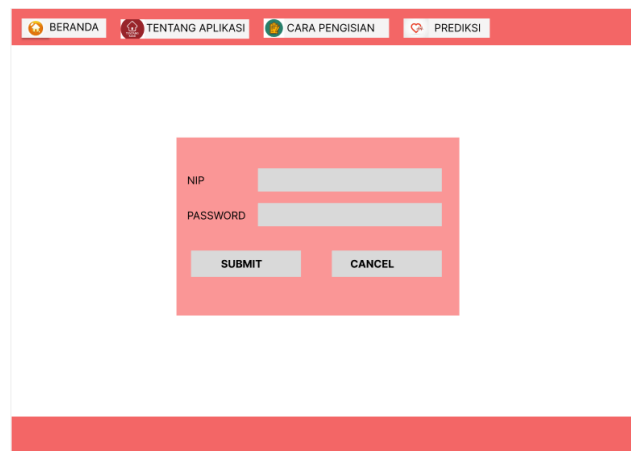 BERANDA TENTANG APLIKASI CARA PENGISIAN PREDIKSI
NIP
PASSWORD
SUBMIT CANCEL